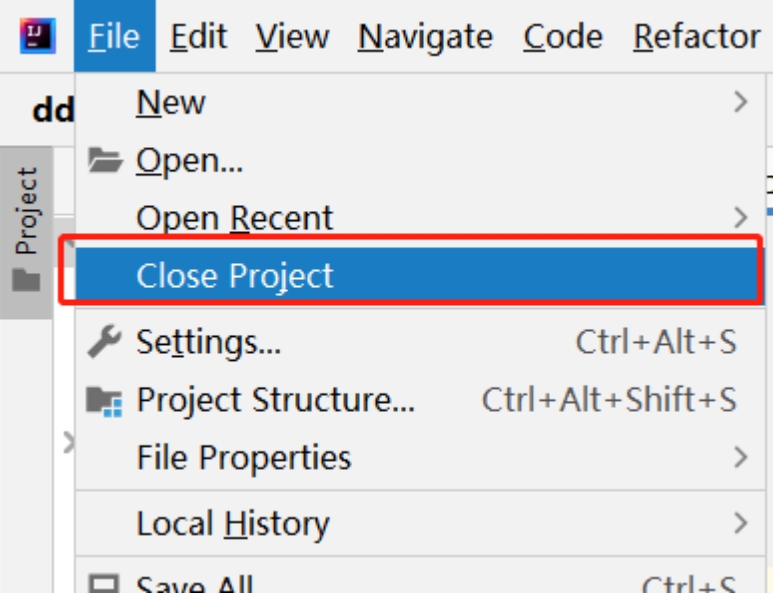 IJ
File Edit View Navigate Code Refactor
dd
Project
New
Open...
Open Recent
Close Project
Settings... Ctrl+Alt+S
Project Structure... Ctrl+Alt+Shift+S
File Properties
Local History
Save All Ctrl+S